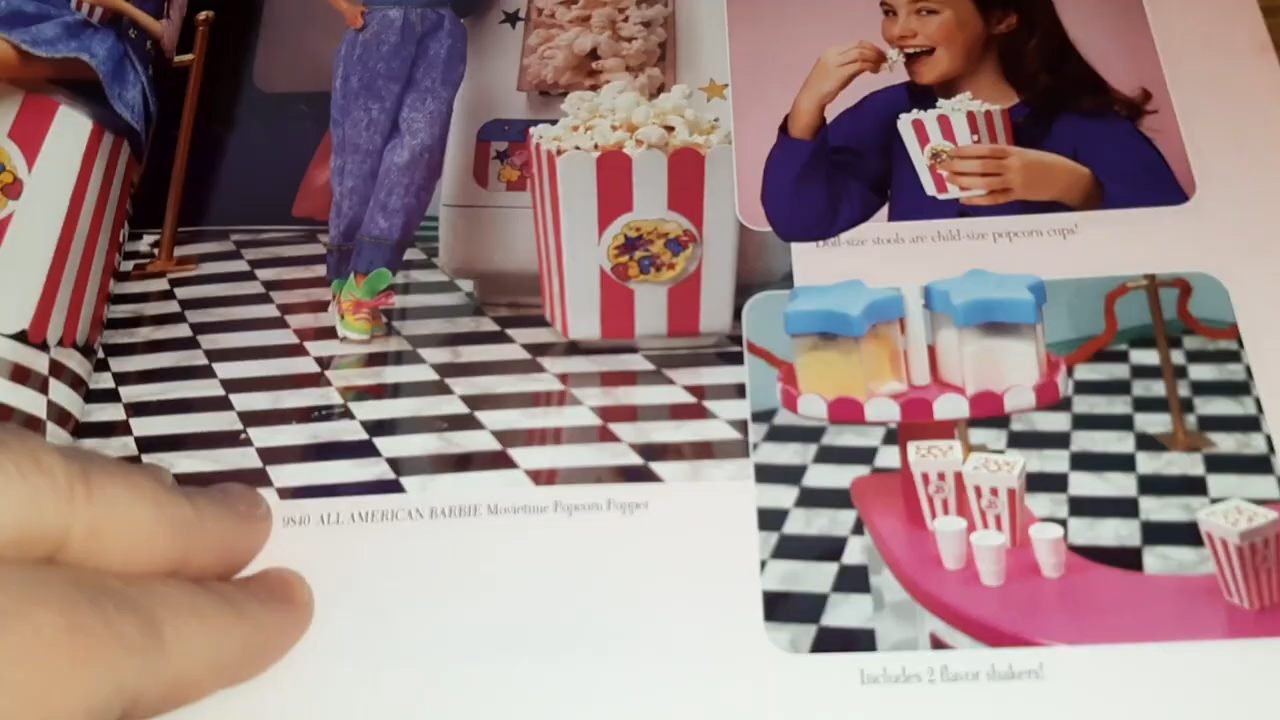 Doll-size stools are child-size popcorn cups!
9840 ALL AMERICAN BARBIE Movietime Popcorn Popper
B B
Includes 2 flavor shakers!